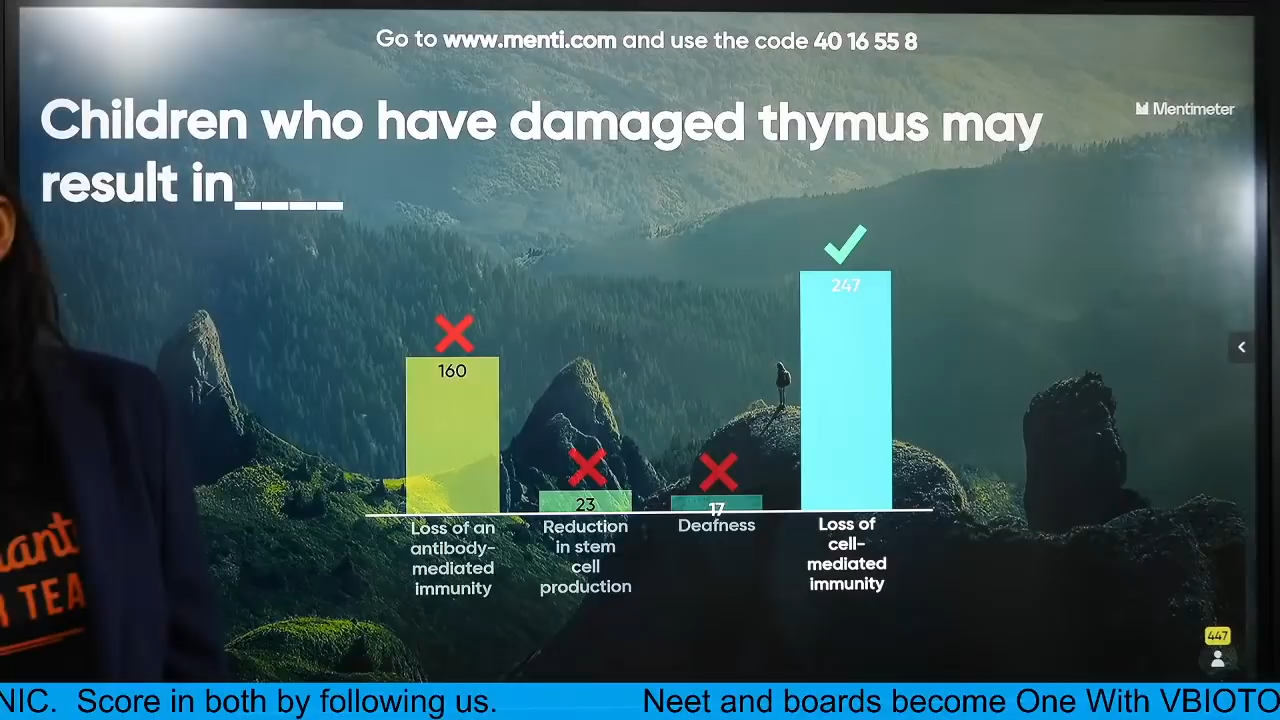 Go to www.menti.com and use the code 40 16 55 8
Mentimeter
Children who have damaged thymus may
result in____
247
160
23
17
Loss of an
antibody-
mediated
immunity
Reduction
in stem
cell
production
Deafness
Loss of
cell-
mediated
immunity
447
TEA
NIC. Score in both by following us. Neet and boards become One With VBIOTO